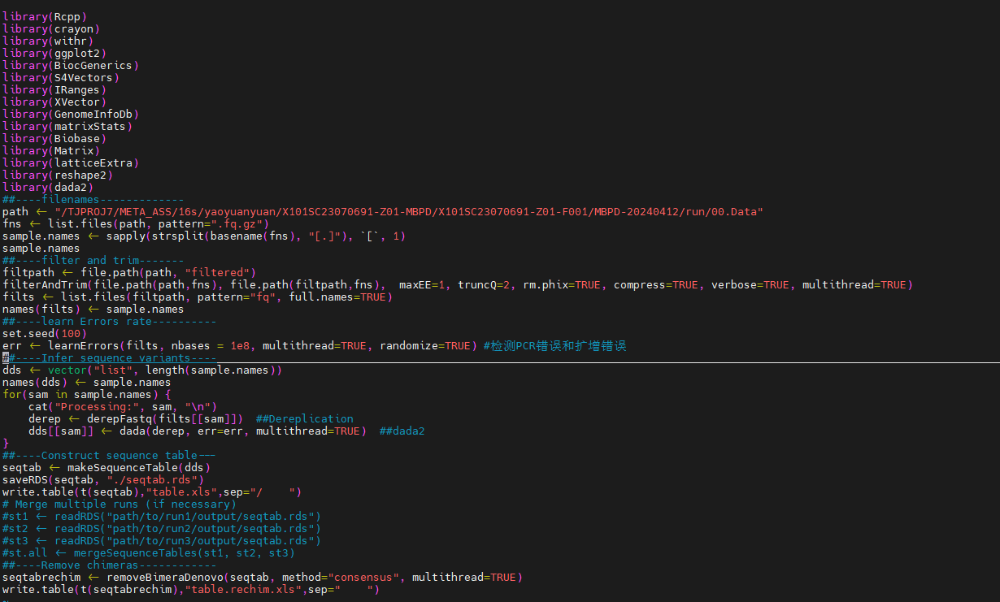 library(Rcpp)
library(crayon)
library(withr)
library(ggplot2)
library(BiocGenerics)
library(S4Vectors)
library(IRanges)
library(XVector)
library(GenomeInfoDb)
library(matrixStats)
library(Biobase)
library(Matrix)
library(latticeExtra)
library(reshape2)
library(dada2)
##----filenames-------------
path <- "/TJPROJ7/META_ASS/16s/yaoyuanyuan/X101SC23070691-Z01-MBPD/X101SC23070691-Z01-F001/MBPD-20240412/run/00.Data"
fns <- list.files(path, pattern=".fq.gz")
sample.names <- sapply(strsplit(basename(fns), "[.]"), `[`, 1)
sample.names
##----filter and trim-------
filtpath <- file.path(path, "filtered")
filterAndTrim(file.path(path,fns), file.path(filtpath,fns),  maxEE=1, truncQ=2, rm.phix=TRUE, compress=TRUE, verbose=TRUE, multithread=TRUE)
filts <- list.files(filtpath, pattern="fq", full.names=TRUE)
names(filts) <- sample.names
##----learn Errors rate----------
set.seed(100)
err <- learnErrors(filts, nbases = 1e8, multithread=TRUE, randomize=TRUE) #检测PCR错误和扩增错误
##----Infer sequence variants----
dds <- vector("list", length(sample.names))
names(dds) <- sample.names
for(sam in sample.names) {
    cat("Processing:", sam, "\n")
    derep <- derepFastq(filts[[sam]])  ##Dereplication
    dds[[sam]] <- dada(derep, err=err, multithread=TRUE)  ##dada2
}
##----Construct sequence table---
seqtab <- makeSequenceTable(dds)
saveRDS(seqtab, "./seqtab.rds")
write.table(t(seqtab),"table.xls",sep="/    ")
# Merge multiple runs (if necessary)
#st1 <- readRDS("path/to/run1/output/seqtab.rds")
#st2 <- readRDS("path/to/run2/output/seqtab.rds")
#st3 <- readRDS("path/to/run3/output/seqtab.rds")
#st.all <- mergeSequenceTables(st1, st2, st3)
##----Remove chimeras------------
seqtabrechim <- removeBimeraDenovo(seqtab, method="consensus", multithread=TRUE)
write.table(t(seqtabrechim),"table.rechim.xls",sep="    ")